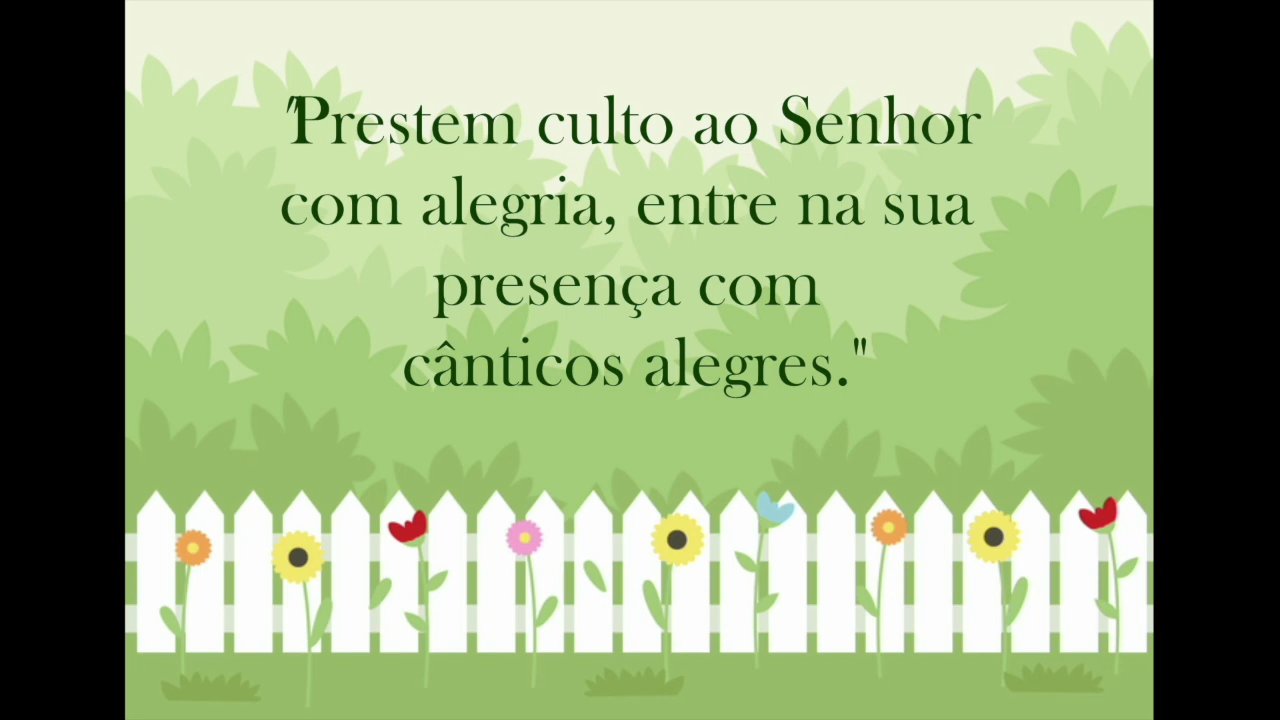 "Prestem culto ao Senhor
com alegria, entre na sua
presença com
cânticos alegres."